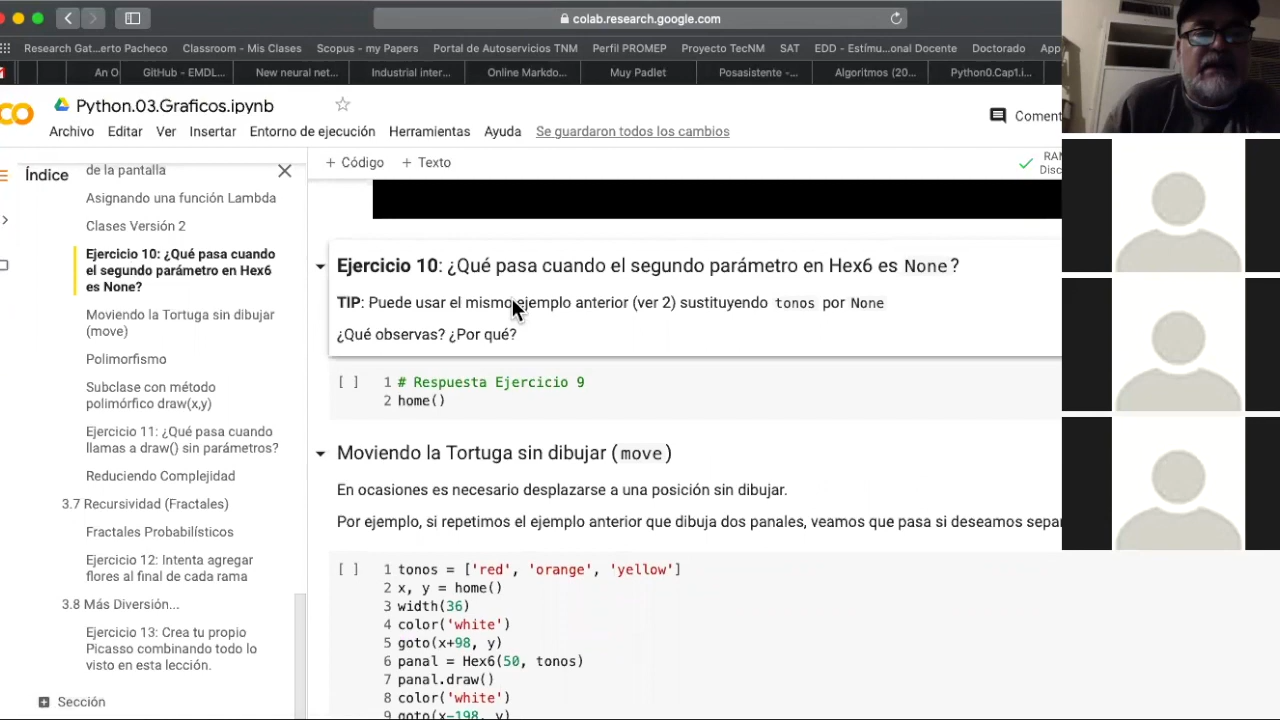 colab.research.google.com
Research Gat...erto Pacheco
Classroom - Mis Clases
Scopus - my Papers
Portal de Autoservicios TNM
Perfil PROMEP
Proyecto TecNM
SAT
EDD - Estímu...onal Docente
Doctorado
App
An O
GitHub - EMDL...
New neural net...
Industrial inter...
Online Markdo...
Muy Padlet
Posasistente -...
Algoritmos (20...
Python0.Cap1.i...
Python.03.Graficos.ipynb
Archivo Editar Ver Insertar Entorno de ejecución Herramientas Ayuda Se guardaron todos los cambios
Coment
+ Código + Texto
RAM
Disc
Índice
de la pantalla
Asignando una función Lambda
Clases Versión 2
Ejercicio 10: ¿Qué pasa cuando
el segundo parámetro en Hex6
es None?
Moviendo la Tortuga sin dibujar
(move)
Polimorfismo
Subclase con método
polimórfico draw(x,y)
Ejercicio 11: ¿Qué pasa cuando
llamas a draw() sin parámetros?
Reduciendo Complejidad
3.7 Recursividad (Fractales)
Fractales Probabilísticos
Ejercicio 12: Intenta agregar
flores al final de cada rama
3.8 Más Diversión...
Ejercicio 13: Crea tu propio
Picasso combinando todo lo
visto en esta lección.
Sección
Ejercicio 10: ¿Qué pasa cuando el segundo parámetro en Hex6 es None?
TIP: Puede usar el mismo ejemplo anterior (ver 2) sustituyendo tonos por None
¿Qué observas? ¿Por qué?
[ ] 1 # Respuesta Ejercicio 9
2 home()
Moviendo la Tortuga sin dibujar (move)
En ocasiones es necesario desplazarse a una posición sin dibujar.
Por ejemplo, si repetimos el ejemplo anterior que dibuja dos panales, veamos que pasa si deseamos sepa
[ ] 1 tonos = ['red', 'orange', 'yellow']
2 x, y = home()
3 width(36)
4 color('white')
5 goto(x+98, y)
6 panal = Hex6(50, tonos)
7 panal.draw()
8 color('white')
9 goto(x-198, y)